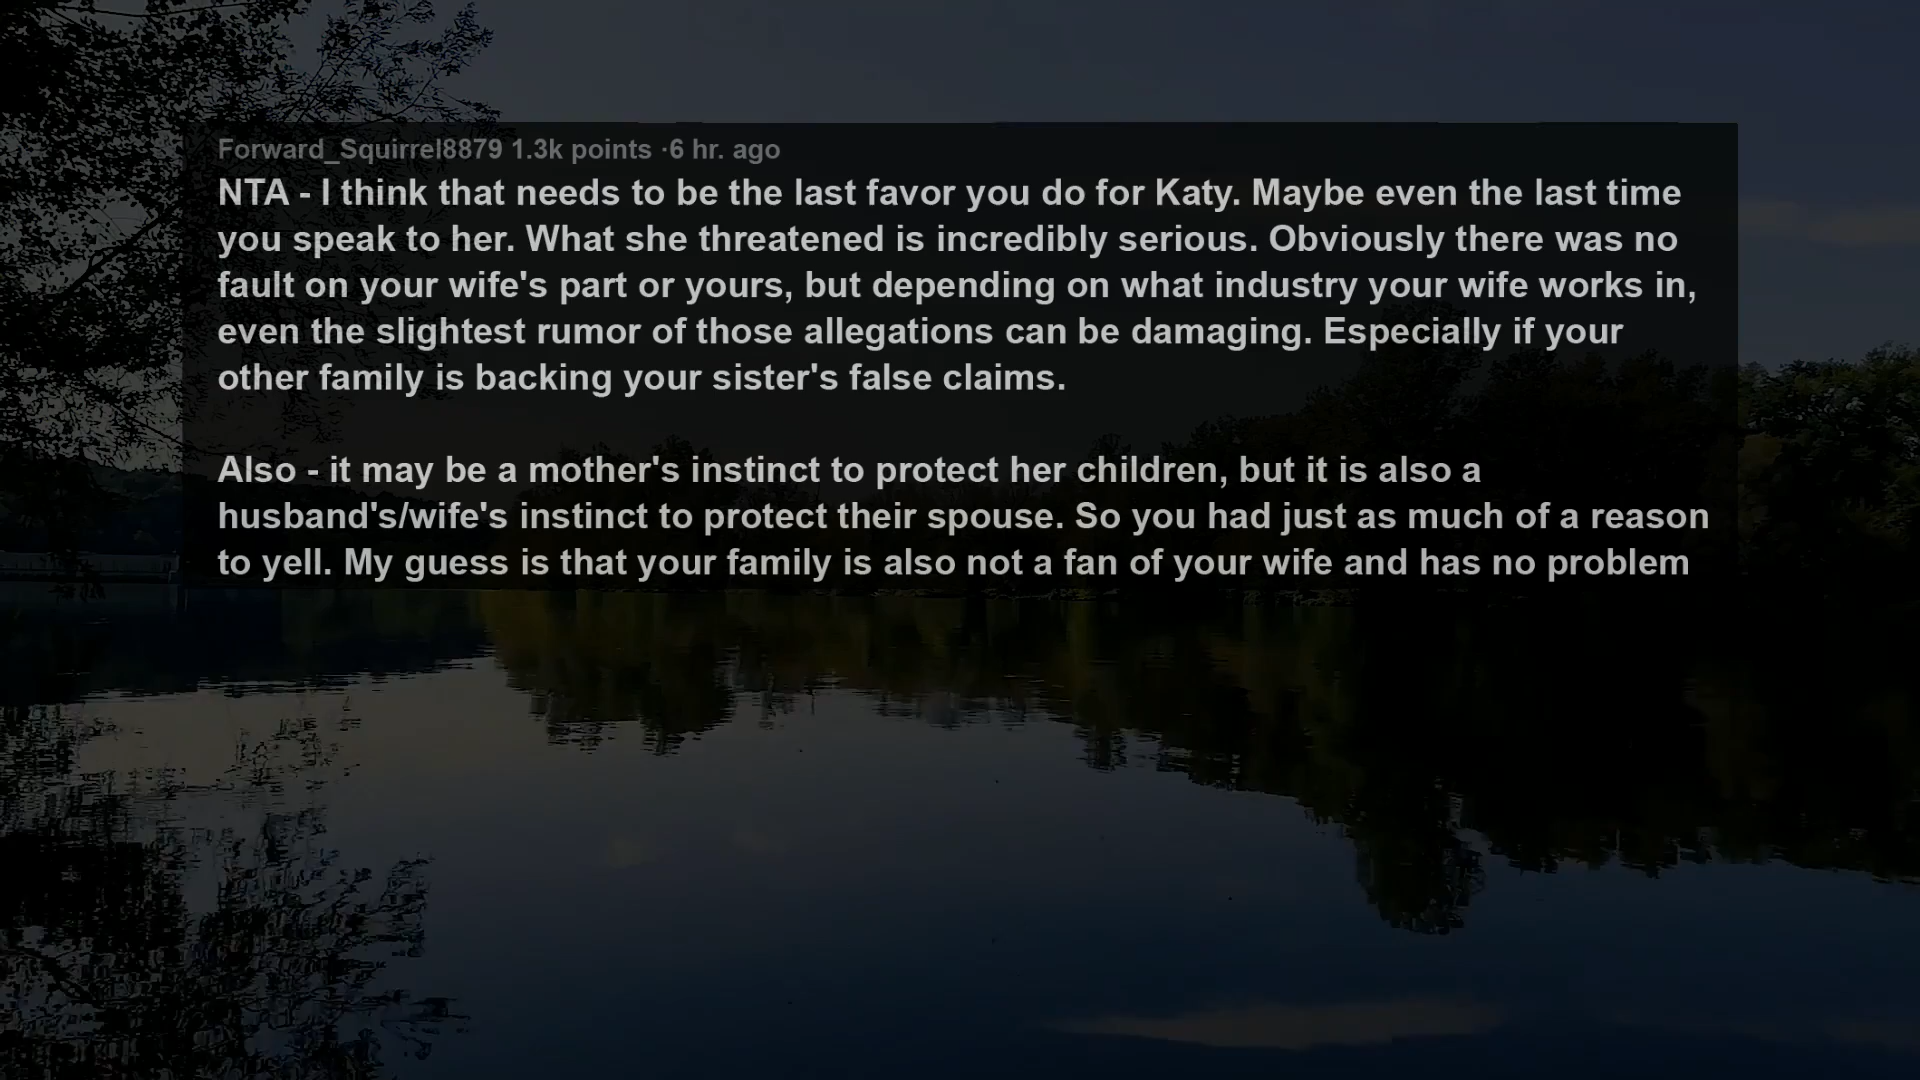 Forward_Squirrel8879 1.3k points ·6 hr. ago
NTA - I think that needs to be the last favor you do for Katy. Maybe even the last time
you speak to her. What she threatened is incredibly serious. Obviously there was no
fault on your wife's part or yours, but depending on what industry your wife works in,
even the slightest rumor of those allegations can be damaging. Especially if your
other family is backing your sister's false claims.
Also - it may be a mother's instinct to protect her children, but it is also a
husband's/wife's instinct to protect their spouse. So you had just as much of a reason
to yell. My guess is that your family is also not a fan of your wife and has no problem